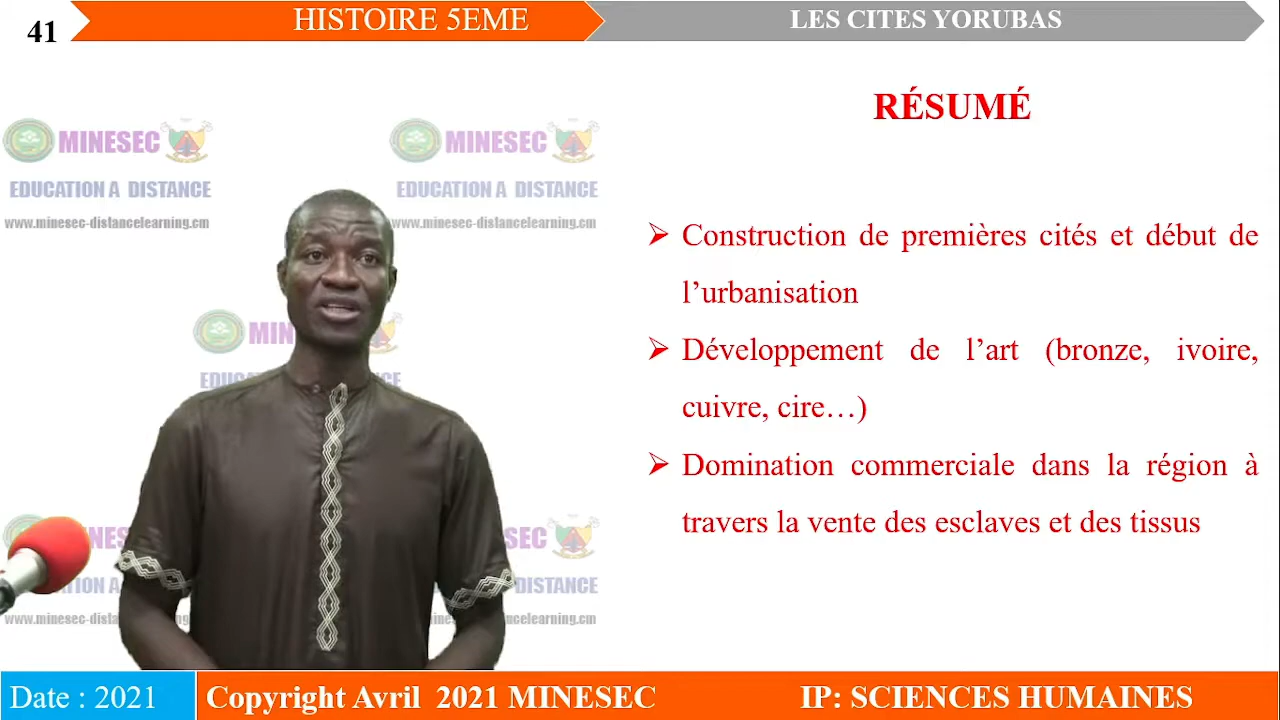 41
HISTOIRE 5EME
LES CITES YORUBAS
RÉSUMÉ
Construction de premières cités et début de
l'urbanisation
Développement de l'art (bronze, ivoire,
cuivre, cire…)
Domination commerciale dans la région à
travers la vente des esclaves et des tissus
MINESEC
EDUCATION A DISTANCE
www.minesec-distancelearning.cm
MINESEC
EDUCATION A DISTANCE
www.minesec-distancelearning.cm
Date : 2021
Copyright Avril 2021 MINESEC
IP: SCIENCES HUMAINES